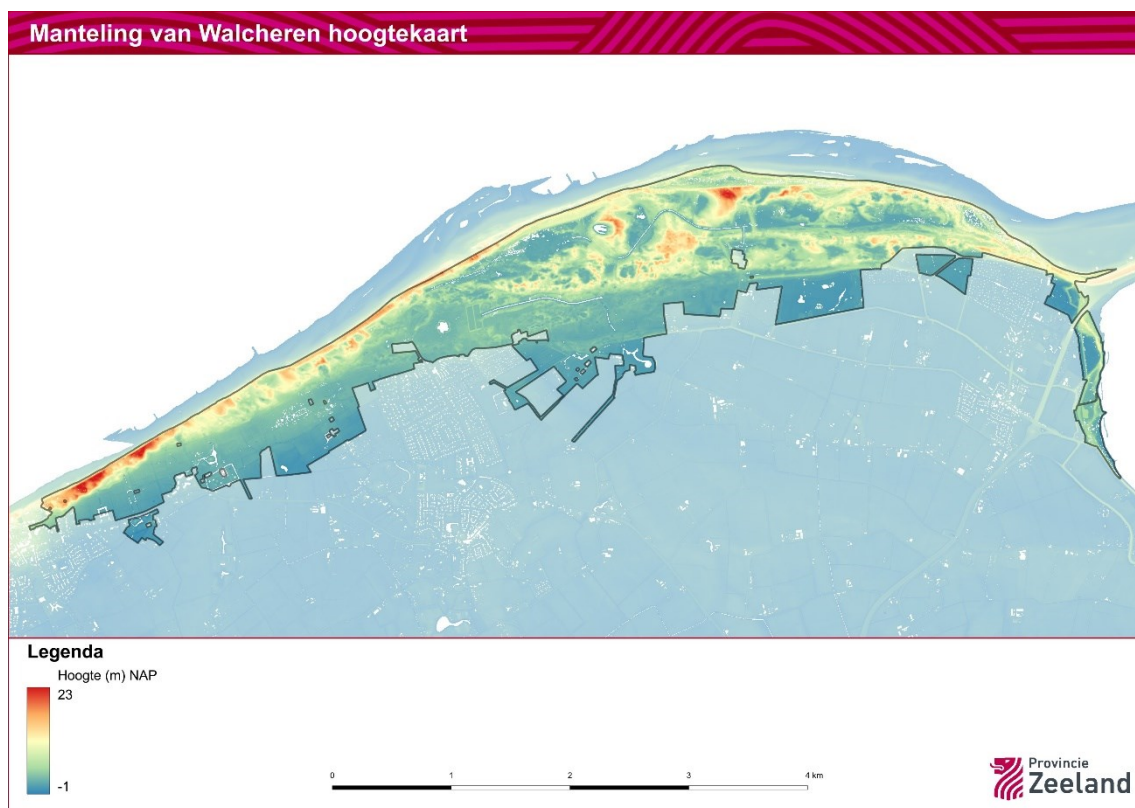 Manteling van Walcheren hoogtekaart
Legenda
Hoogte (m) NAP
23
-1
0 1 2 3 4 km
Provincie
Zeeland